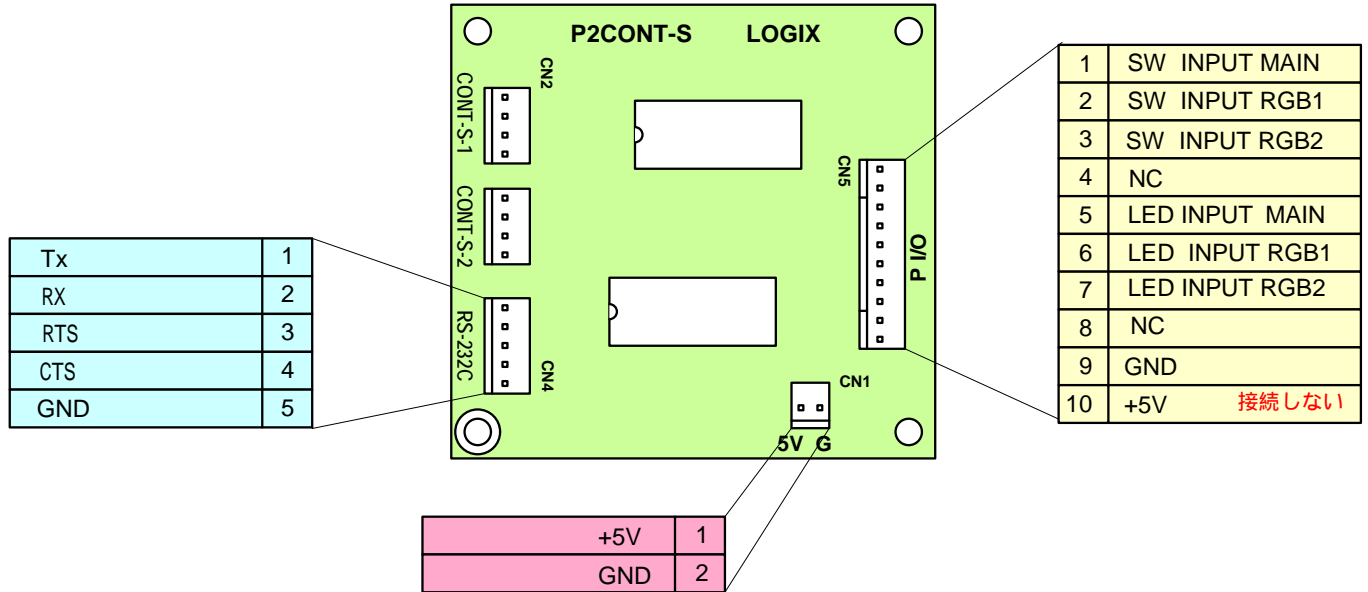 P2CONT-S LOGIX
CN2
CONT-S-1
CONT-S-2
RS-232C
CN4
CN5
P I/O
CN1
5V G
Tx 1
RX 2
RTS 3
CTS 4
GND 5
1 SW INPUT MAIN
2 SW INPUT RGB1
3 SW INPUT RGB2
4 NC
5 LED INPUT MAIN
6 LED INPUT RGB1
7 LED INPUT RGB2
8 NC
9 GND
10 +5V 接続しない
+5V 1
GND 2